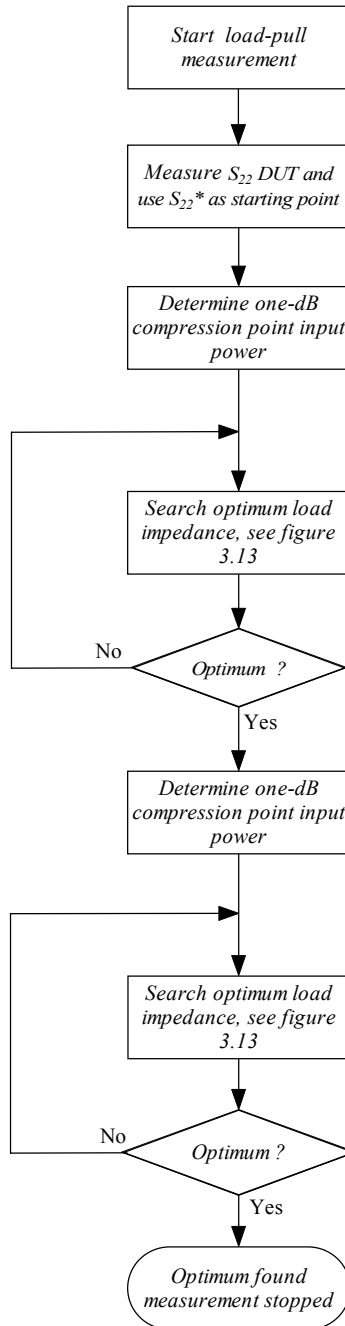 Start load-pull
measurement
Measure S22 DUT and
use S22* as starting point
Determine one-dB
compression point input
power
Search optimum load
impedance, see figure
3.13
No
Optimum ?
Yes
Determine one-dB
compression point input
power
Search optimum load
impedance, see figure
3.13
No
Optimum ?
Yes
Optimum found
measurement stopped